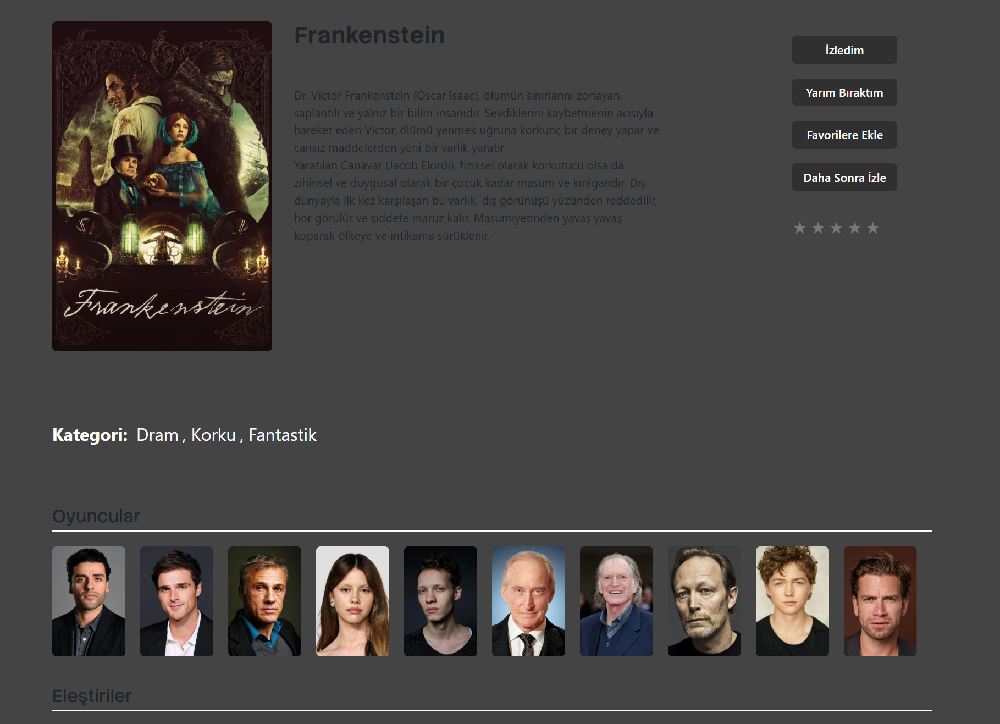 Frankenstein
Dr. Victor Frankenstein (Oscar Isaac), ölümün sınırlarını zorlayan,
saplantılı ve yalnız bir bilim insanıdır. Sevdiklerini kaybetmenin acısıyla
hareket eden Victor, ölümü yenmek uğruna korkunç bir deney yapar ve
cansız maddelerden yeni bir varlık yaratır.
Yaratılan Canavar (Jacob Elordi), fiziksel olarak korkutucu olsa da
zihinsel ve duygusal olarak bir çocuk kadar masum ve kırılgandır. Dış
dünyayla ilk kez karşılaşan bu varlık, dış görünüşü yüzünden reddedilir,
hor görülür ve şiddete maruz kalır. Masumiyetinden yavaş yavaş
koparak öfkeye ve intikama sürüklenir.
İzledim
Yarım Bıraktım
Favorilere Ekle
Daha Sonra İzle
Frankenstein
Kategori: Dram , Korku , Fantastik
Oyuncular
Eleştiriler